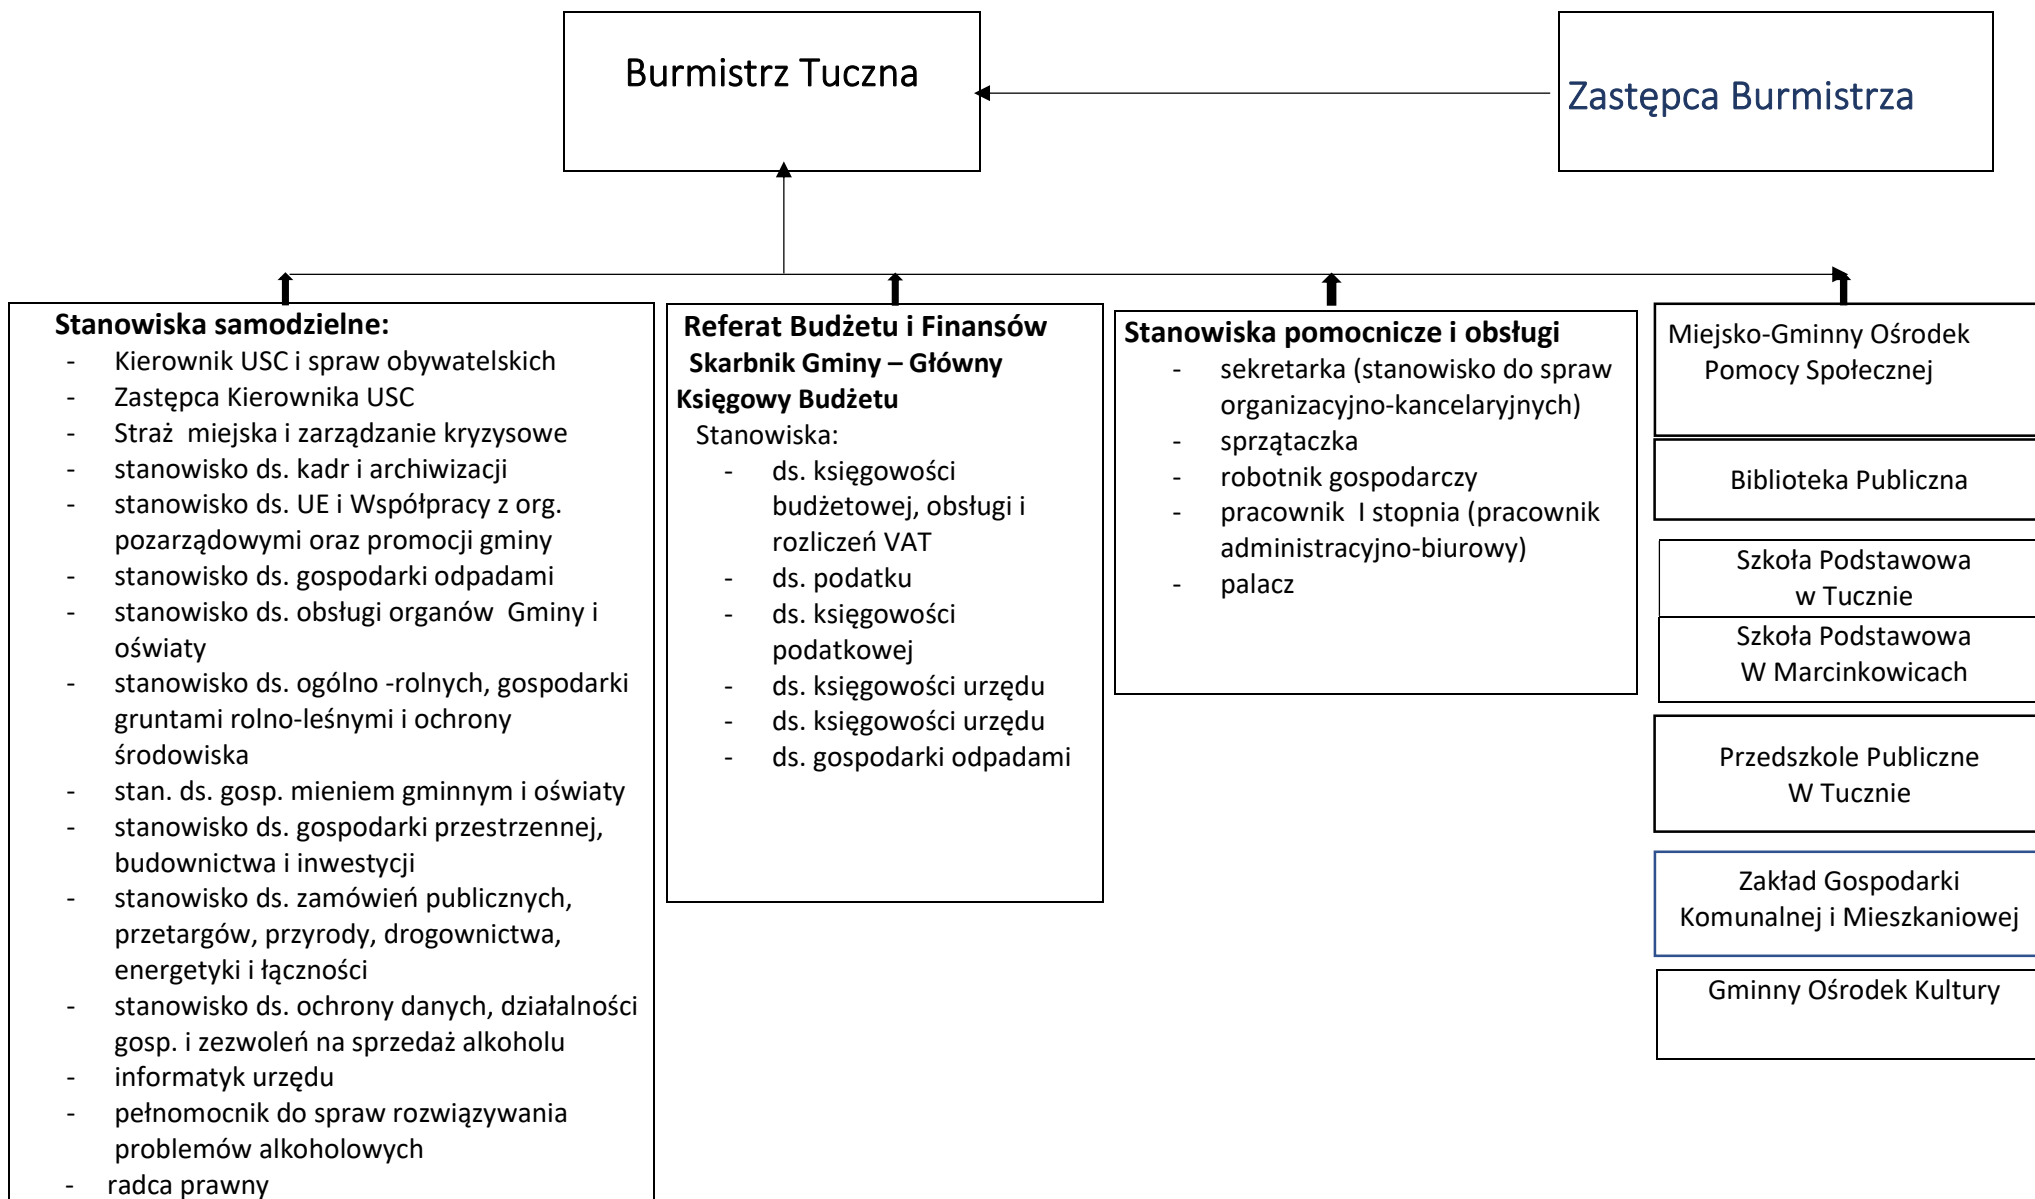 Burmistrz Tuczna
Zastępca Burmistrza
Stanowiska samodzielne:
- Kierownik USC i spraw obywatelskich
- Zastępca Kierownika USC
- Straż  miejska i zarządzanie kryzysowe
- stanowisko ds. kadr i archiwizacji
- stanowisko ds. UE i Współpracy z org.
pozarządowymi oraz promocji gminy
- stanowisko ds. gospodarki odpadami
- stanowisko ds. obsługi organów  Gminy i
oświaty
- stanowisko ds. ogólno -rolnych, gospodarki
gruntami rolno-leśnymi i ochrony
środowiska
- stan. ds. gosp. mieniem gminnym i oświaty
- stanowisko ds. gospodarki przestrzennej,
budownictwa i inwestycji
- stanowisko ds. zamówień publicznych,
przetargów, przyrody, drogownictwa,
energetyki i łączności
- stanowisko ds. ochrony danych, działalności
gosp. i zezwoleń na sprzedaż alkoholu
- informatyk urzędu
- pełnomocnik do spraw rozwiązywania
problemów alkoholowych
- radca prawny
Referat Budżetu i Finansów
Skarbnik Gminy – Główny
Księgowy Budżetu
Stanowiska:
- ds. księgowości
budżetowej, obsługi i
rozliczeń VAT
- ds. podatku
- ds. księgowości
podatkowej
- ds. księgowości urzędu
- ds. księgowości urzędu
- ds. gospodarki odpadami
Stanowiska pomocnicze i obsługi
- sekretarka (stanowisko do spraw
organizacyjno-kancelaryjnych)
- sprzątaczka
- robotnik gospodarczy
- pracownik  I stopnia (pracownik
administracyjno-biurowy)
- palacz
Miejsko-Gminny Ośrodek
Pomocy Społecznej
Biblioteka Publiczna
Szkoła Podstawowa
w Tucznie
Szkoła Podstawowa
W Marcinkowicach
Przedszkole Publiczne
W Tucznie
Zakład Gospodarki
Komunalnej i Mieszkaniowej
Gminny Ośrodek Kultury